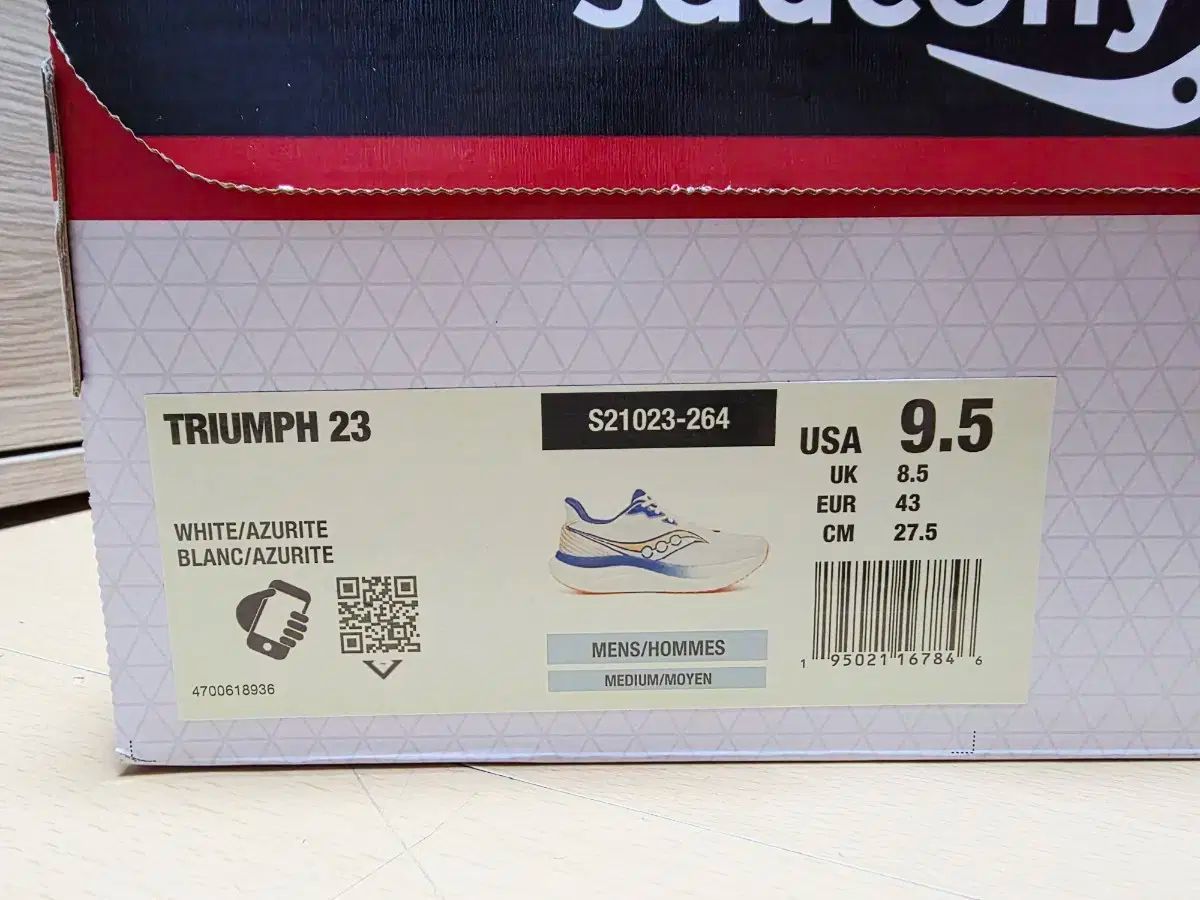 saucony
TRIUMPH 23
S21023-264
USA 9.5
UK 8.5
EUR 43
CM 27.5
WHITE/AZURITE
BLANC/AZURITE
MENS/HOMMES
MEDIUM/MOYEN
4700618936
1 95021 16784 6